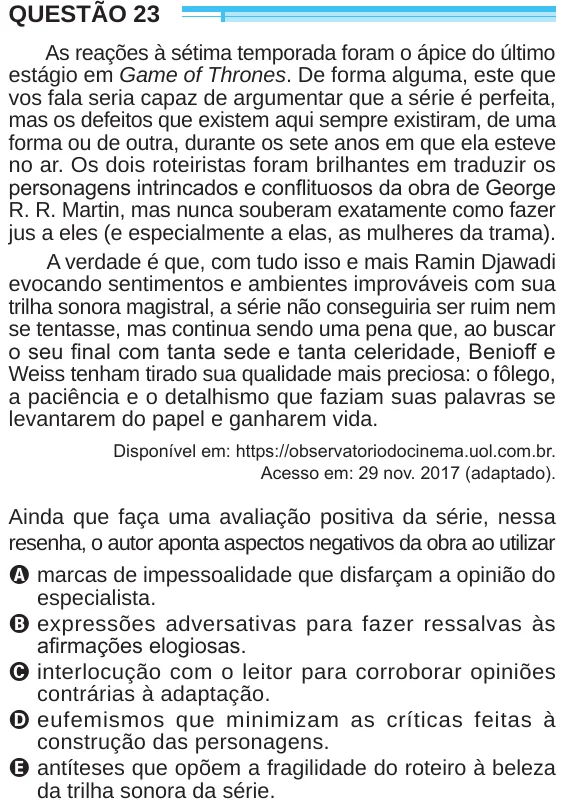 QUESTÃO 23
As reações à sétima temporada foram o ápice do último
estágio em Game of Thrones. De forma alguma, este que
vos fala seria capaz de argumentar que a série é perfeita,
mas os defeitos que existem aqui sempre existiram, de uma
forma ou de outra, durante os sete anos em que ela esteve
no ar. Os dois roteiristas foram brilhantes em traduzir os
personagens intrincados e conflituosos da obra de George
R. R. Martin, mas nunca souberam exatamente como fazer
jus a eles (e especialmente a elas, as mulheres da trama).
A verdade é que, com tudo isso e mais Ramin Djawadi
evocando sentimentos e ambientes improváveis com sua
trilha sonora magistral, a série não conseguiria ser ruim nem
se tentasse, mas continua sendo uma pena que, ao buscar
o seu final com tanta sede e tanta celeridade, Benioff e
Weiss tenham tirado sua qualidade mais preciosa: o fôlego,
a paciência e o detalhismo que faziam suas palavras se
levantarem do papel e ganharem vida.
Disponível em: https://observatoriodocinema.uol.com.br.
Acesso em: 29 nov. 2017 (adaptado).
Ainda que faça uma avaliação positiva da série, nessa
resenha, o autor aponta aspectos negativos da obra ao utilizar
A marcas de impessoalidade que disfarçam a opinião do
especialista.
B expressões adversativas para fazer ressalvas às
afirmações elogiosas.
C interlocução com o leitor para corroborar opiniões
contrárias à adaptação.
D eufemismos que minimizam as críticas feitas à
construção das personagens.
E antíteses que opõem a fragilidade do roteiro à beleza
da trilha sonora da série.